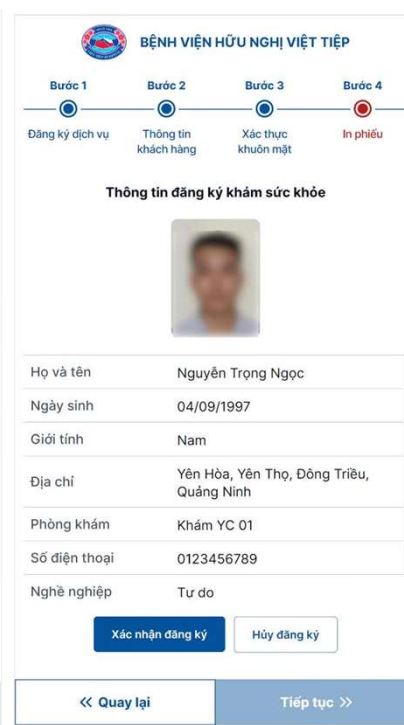 BỆNH VIỆN HỮU NGHỊ VIỆT TIỆP
Bước 1
Bước 2
Bước 3
Bước 4
Đăng ký dịch vụ
Thông tin
khách hàng
Xác thực
khuôn mặt
In phiếu
Thông tin đăng ký khám sức khỏe
Họ và tên Nguyễn Trọng Ngọc
Ngày sinh 04/09/1997
Giới tính Nam
Địa chỉ Yên Hòa, Yên Thọ, Đông Triều,
Quảng Ninh
Phòng khám Khám YC 01
Số điện thoại 0123456789
Nghề nghiệp Tư do
Xác nhận đăng ký
Hủy đăng ký
<< Quay lại
Tiếp tục >>